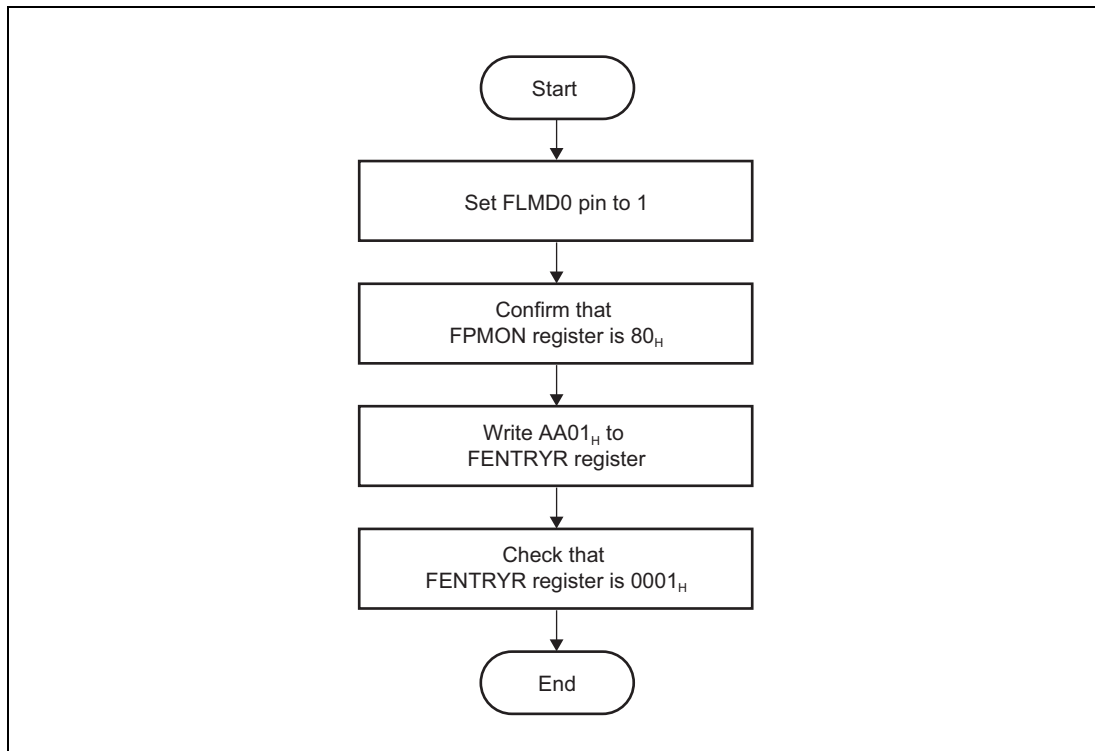 Start
Set FLMD0 pin to 1
Confirm that
FPMON register is 80H
Write AA01H to
FENTRYR register
Check that
FENTRYR register is 0001H
End